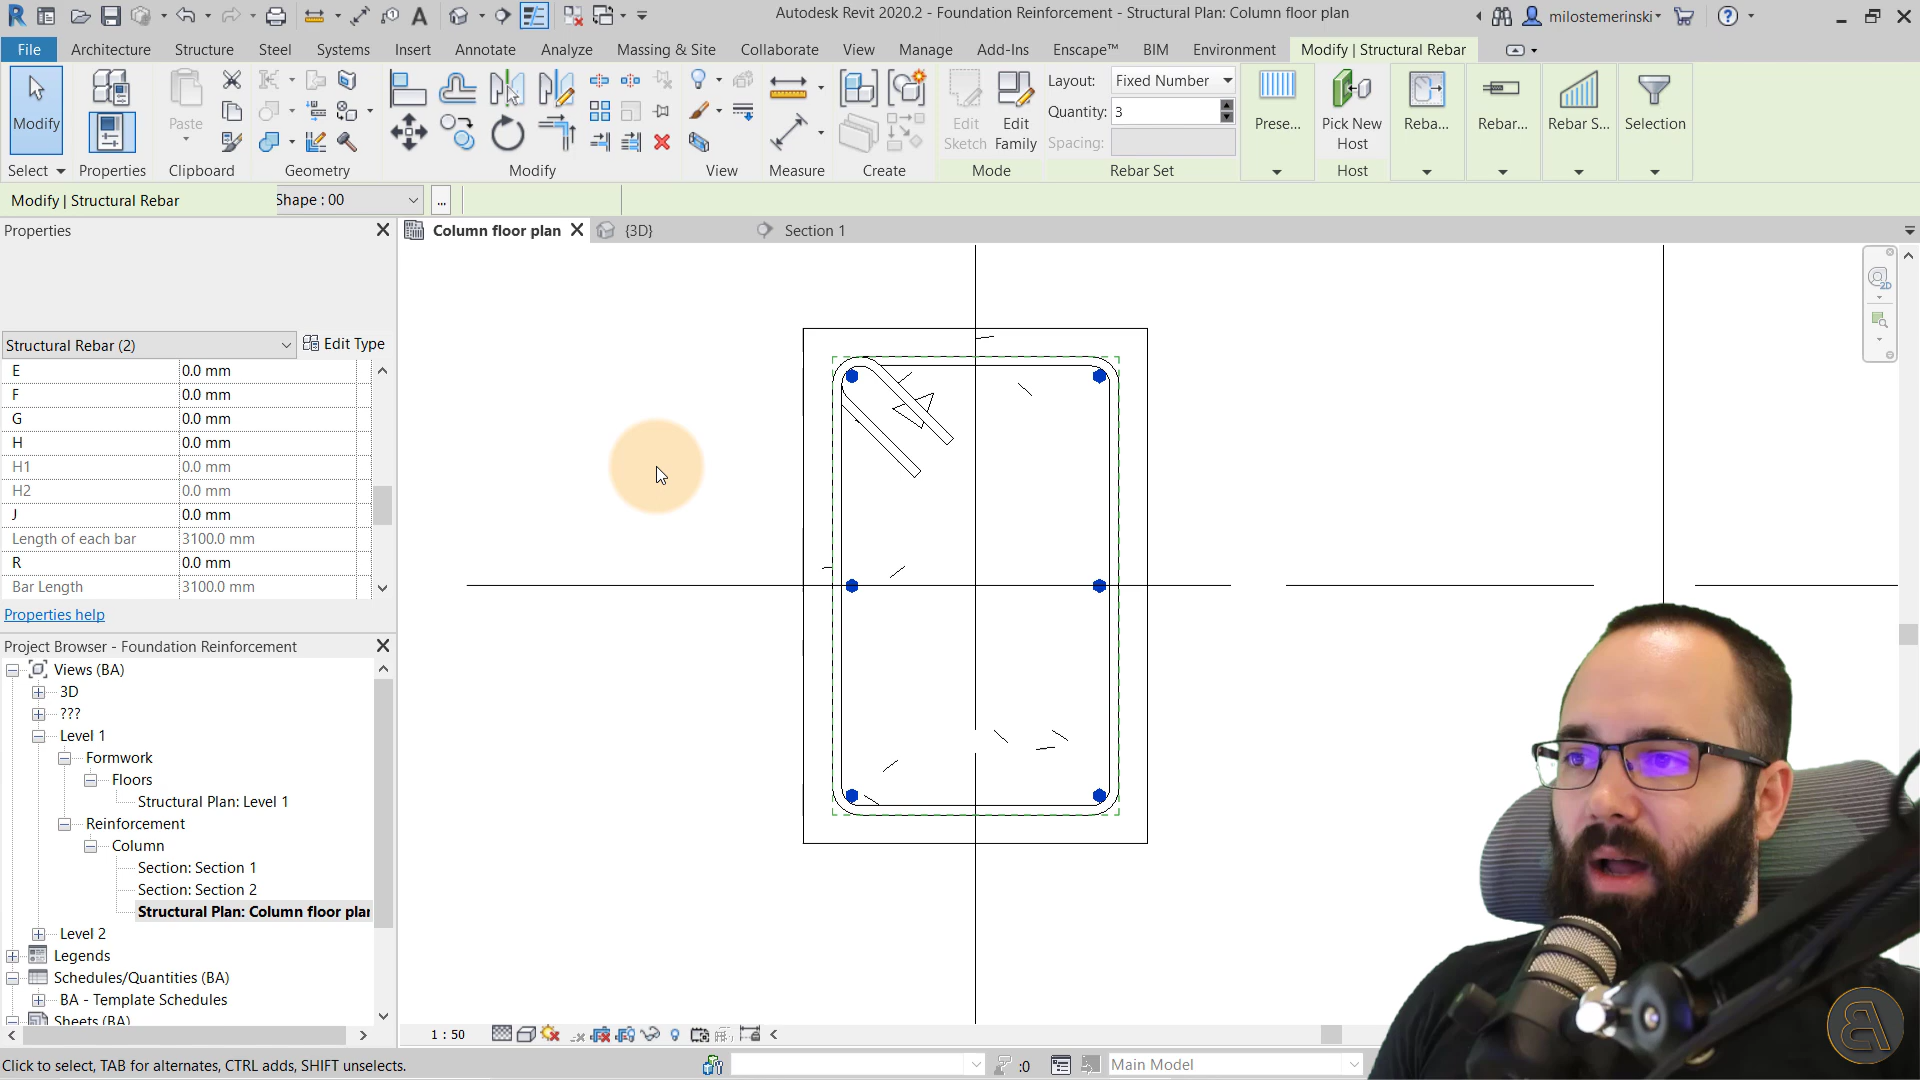 Autodesk Revit 2020.2 - Foundation Reinforcement - Structural Plan: Column floor plan
milostemerinski
File Architecture Structure Steel Systems Insert Annotate Analyze Massing & Site Collaborate View Manage Add-Ins Enscape™ BIM Environment Modify | Structural Rebar
Layout: Fixed Number
Quantity: 3
Spacing:
Modify
Paste
Edit Sketch
Edit Family
Prese...
Pick New Host
Reba...
Rebar...
Rebar S...
Selection
Select Properties Clipboard Geometry Modify View Measure Create Mode Rebar Set Host
Modify | Structural Rebar
Shape : 00
...
Properties
Column floor plan
{3D}
Section 1
2D
Structural Rebar (2)
Edit Type
E 0.0 mm
F 0.0 mm
G 0.0 mm
H 0.0 mm
H1 0.0 mm
H2 0.0 mm
J 0.0 mm
Length of each bar 3100.0 mm
R 0.0 mm
Bar Length 3100.0 mm
Properties help
Project Browser - Foundation Reinforcement
Views (BA)
3D
???
Level 1
Formwork
Floors
Structural Plan: Level 1
Reinforcement
Column
Section: Section 1
Section: Section 2
Structural Plan: Column floor plan
Level 2
Legends
Schedules/Quantities (BA)
BA - Template Schedules
Sheets (BA)
1 : 50
Click to select, TAB for alternates, CTRL adds, SHIFT unselects.
:0
Main Model